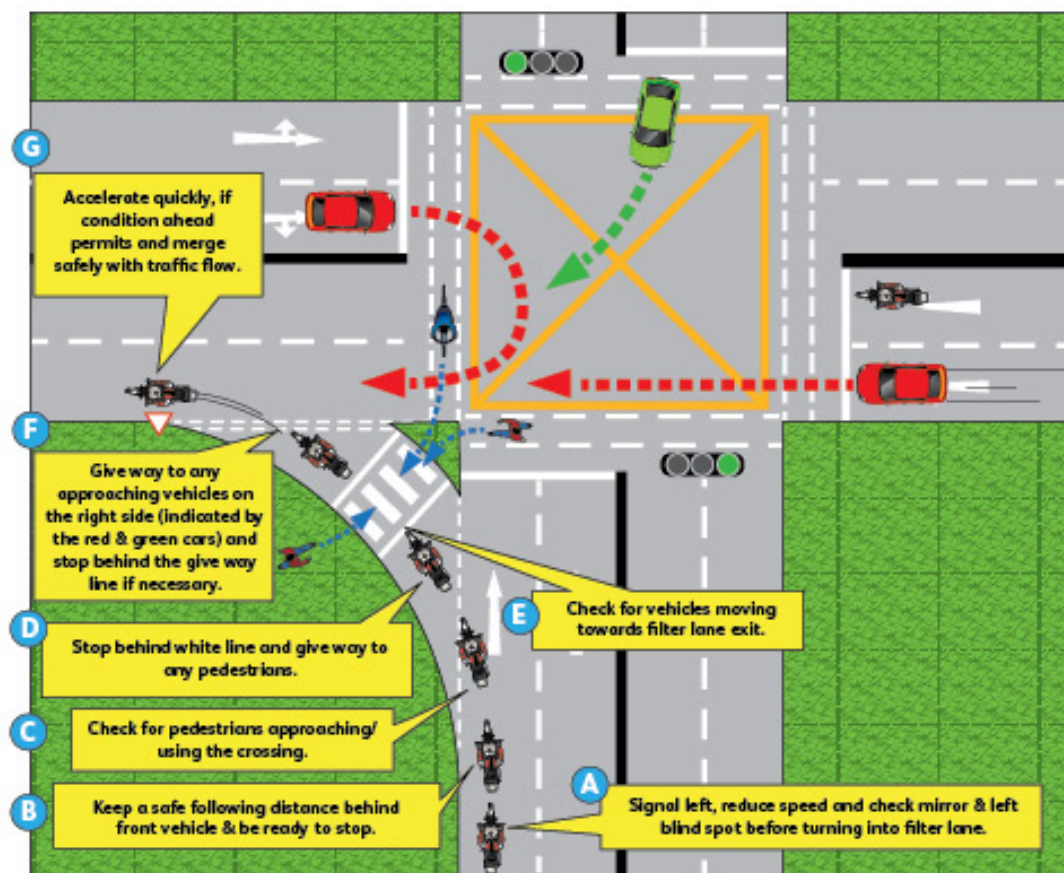 G
Accelerate quickly, if
condition ahead
permits and merge
safely with traffic flow.
F
Give way to any
approaching vehicles on
the right side (indicated by
the red & green cars) and
stop behind the give way
line if necessary.
D
Stop behind white line and give way to
any pedestrians.
E
Check for vehicles moving
towards filter lane exit.
C
Check for pedestrians approaching/
using the crossing.
B
Keep a safe following distance behind
front vehicle & be ready to stop.
A
Signal left, reduce speed and check mirror & left
blind spot before turning into filter lane.